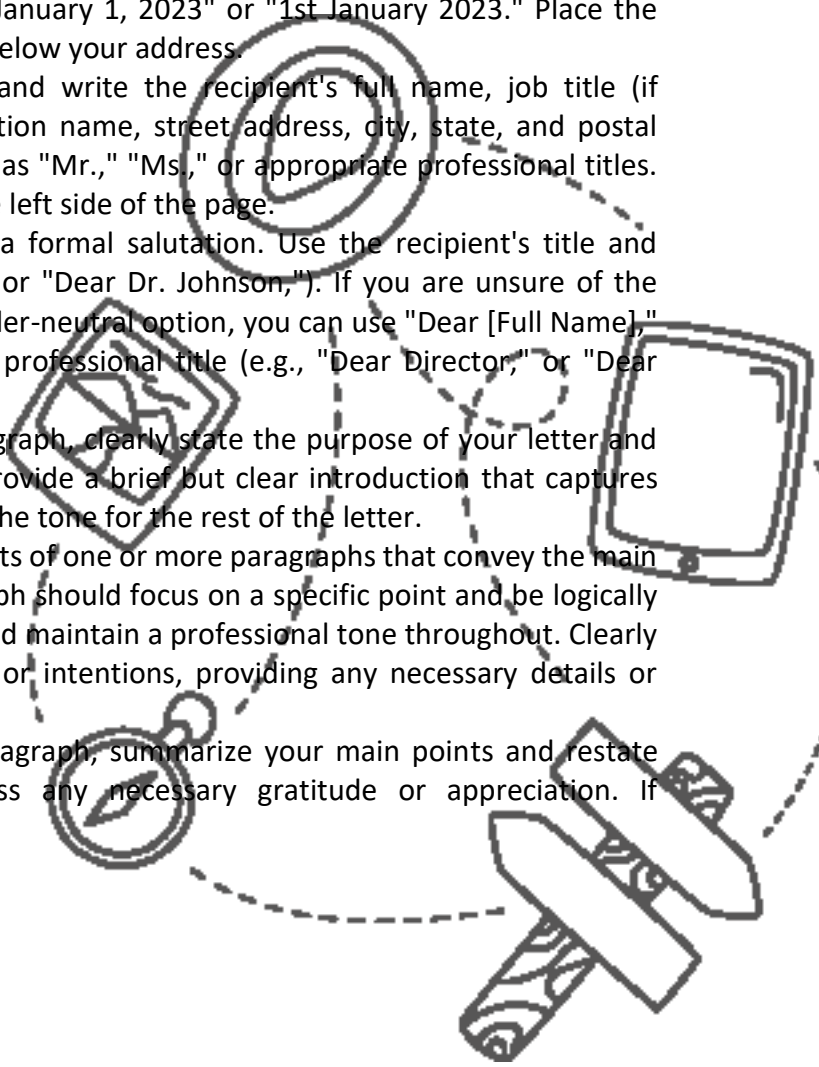 January 1, 2023" or "1st January 2023." Place the
elow your address.
and write the recipient's full name, job title (if
tion name, street address, city, state, and postal
as "Mr.," "Ms.," or appropriate professional titles.
left side of the page.
a formal salutation. Use the recipient's title and
or "Dear Dr. Johnson,"). If you are unsure of the
der-neutral option, you can use "Dear [Full Name],"
professional title (e.g., "Dear Director," or "Dear
graph, clearly state the purpose of your letter and
rovide a brief but clear introduction that captures
he tone for the rest of the letter.
ts of one or more paragraphs that convey the main
ph should focus on a specific point and be logically
d maintain a professional tone throughout. Clearly
or intentions, providing any necessary details or
agraph, summarize your main points and restate
ss any necessary gratitude or appreciation. If